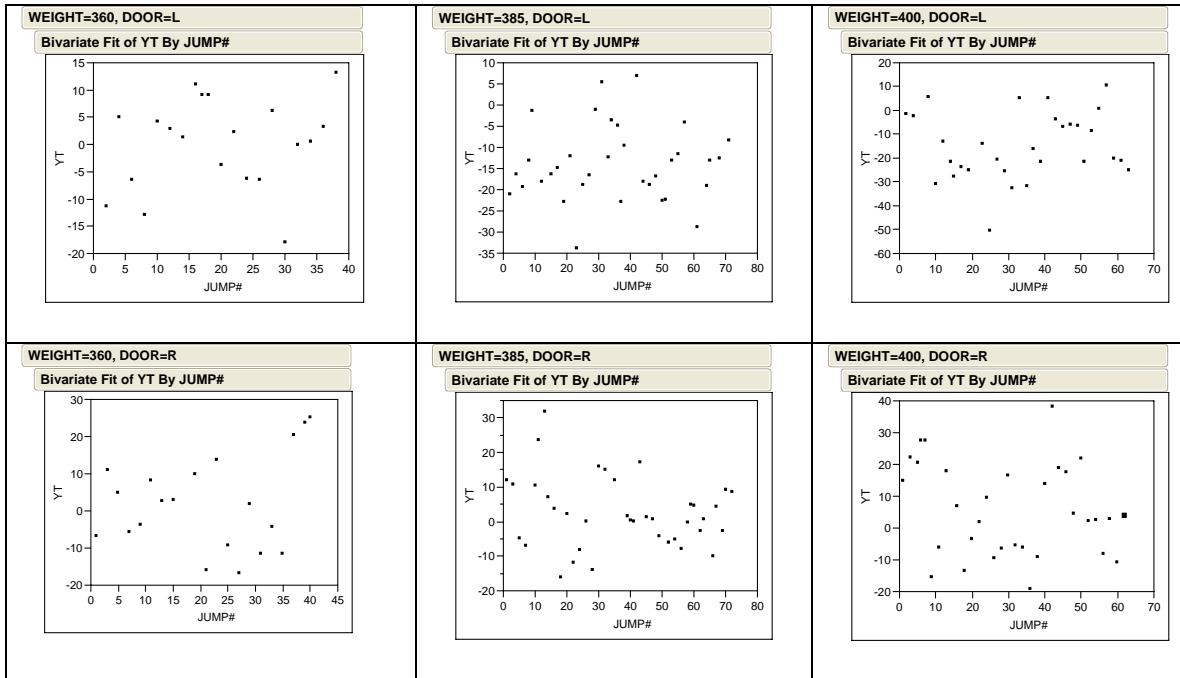 WEIGHT=360, DOOR=L
Bivariate Fit of YT By JUMP#
15
10
5
0
-5
-10
-15
-20
YT
0 5 10 15 20 25 30 35 40
JUMP#
WEIGHT=385, DOOR=L
Bivariate Fit of YT By JUMP#
10
5
0
-5
-10
-15
-20
-25
-30
-35
YT
0 10 20 30 40 50 60 70 80
JUMP#
WEIGHT=400, DOOR=L
Bivariate Fit of YT By JUMP#
20
10
0
-10
-20
-30
-40
-50
-60
YT
0 10 20 30 40 50 60 70
JUMP#
WEIGHT=360, DOOR=R
Bivariate Fit of YT By JUMP#
30
20
10
0
-10
-20
YT
0 5 10 15 20 25 30 35 40 45
JUMP#
WEIGHT=385, DOOR=R
Bivariate Fit of YT By JUMP#
30
20
10
0
-10
-20
YT
0 10 20 30 40 50 60 70 80
JUMP#
WEIGHT=400, DOOR=R
Bivariate Fit of YT By JUMP#
40
30
20
10
0
-10
-20
YT
0 10 20 30 40 50 60 70
JUMP#